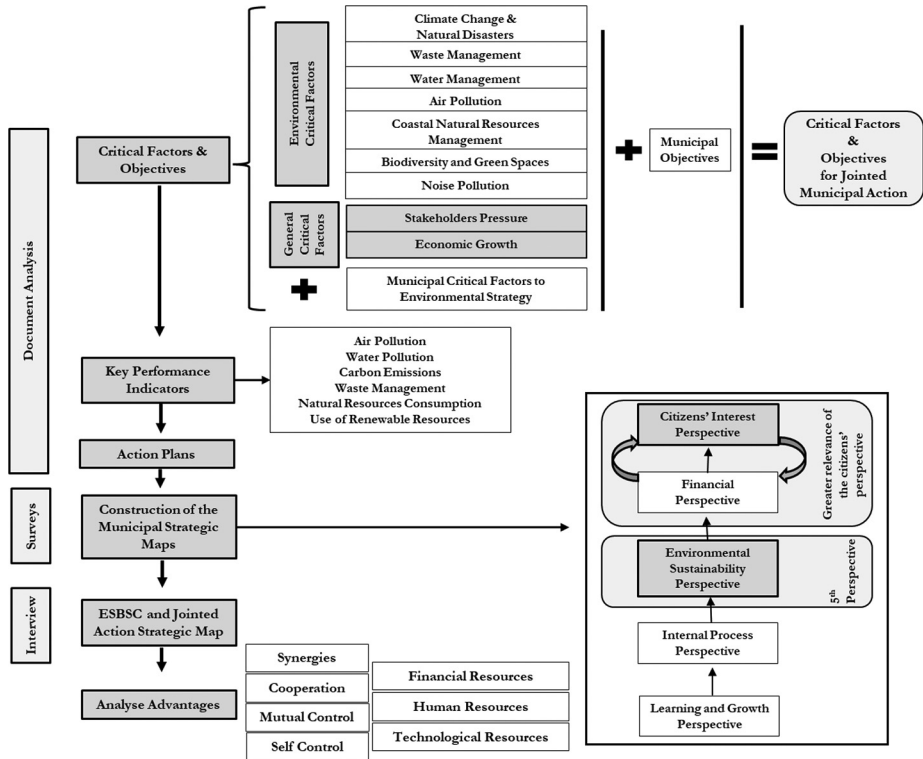 Document Analysis
Surveys
Interview
Critical Factors &
Objectives
Environmental
Critical Factors
Climate Change &
Natural Disasters
Waste Management
Water Management
Air Pollution
Coastal Natural Resources
Management
Biodiversity and Green Spaces
Noise Pollution
General
Critical
Factors
Stakeholders Pressure
Economic Growth
Municipal Critical Factors to
Environmental Strategy
Municipal
Objectives
Critical Factors
&
Objectives
for Jointed
Municipal Action
Key Performance
Indicators
Air Pollution
Water Pollution
Carbon Emissions
Waste Management
Natural Resources Consumption
Use of Renewable Resources
Action Plans
Construction of the
Municipal Strategic
Maps
ESBSC and Jointed
Action Strategic Map
Analyse Advantages
Synergies
Cooperation
Mutual Control
Self Control
Financial Resources
Human Resources
Technological Resources
Citizens' Interest
Perspective
Financial
Perspective
Greater relevance of
the citizens'
perspective
Environmental
Sustainability
Perspective
5th
Perspective
Internal Process
Perspective
Learning and Growth
Perspective